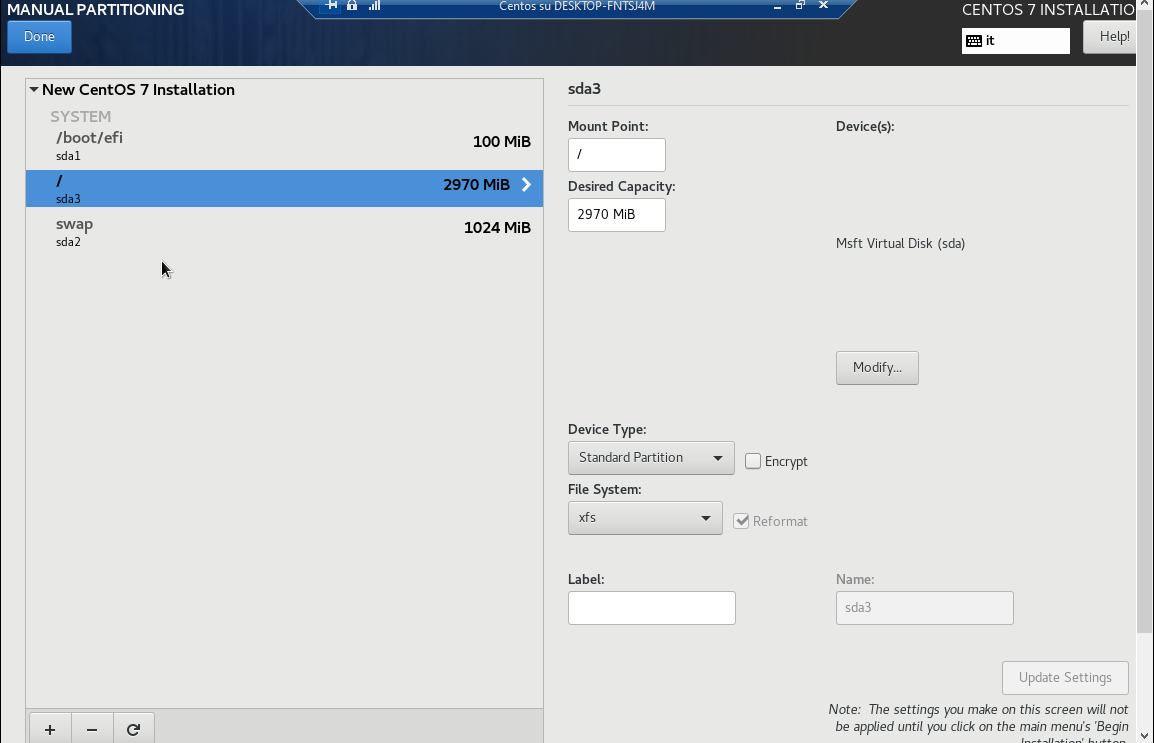 MANUAL PARTITIONING
Centos su DESKTOP-FNTSJ4M
CENTOS 7 INSTALLATIO
Done
it
Help!
New CentOS 7 Installation
SYSTEM
/boot/efi
100 MiB
sda1
/
2970 MiB
sda3
swap
1024 MiB
sda2
sda3
Mount Point:
Device(s):
/
Desired Capacity:
2970 MiB
Msft Virtual Disk (sda)
Modify...
Device Type:
Standard Partition
Encrypt
File System:
xfs
Reformat
Label:
Name:
sda3
Update Settings
Note: The settings you make on this screen will not
be applied until you click on the main menu's 'Begin
Installation' button.